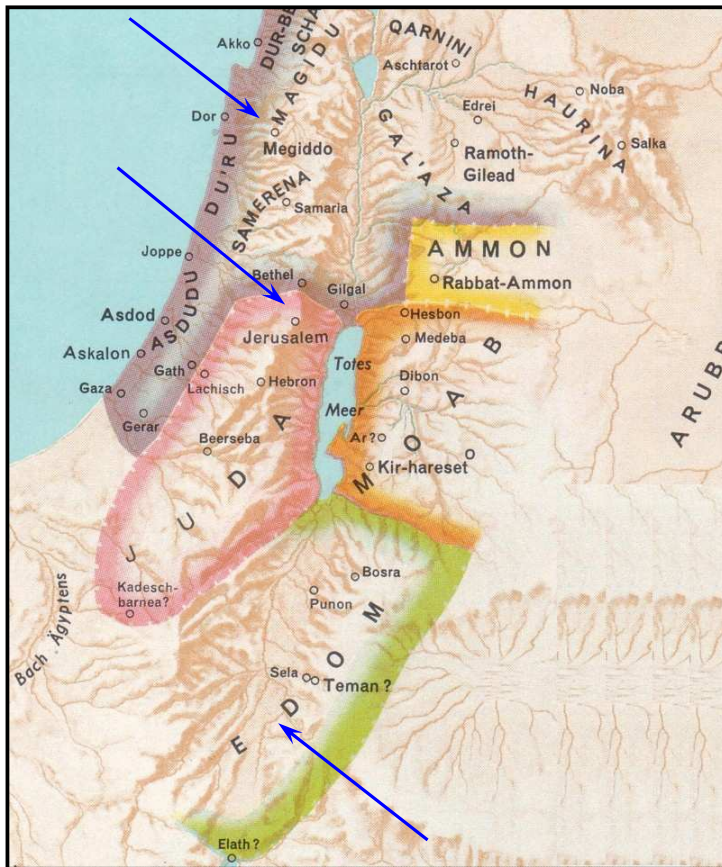 DUR-BE
SCHA
Akko
QARNINI
Aschtarot
MAGIDU
Noba
HAURINA
Edrei
Dor
Megiddo
GAL'AZA
Ramoth-
Gilead
Salka
DU'RU
SAMERENA
Samaria
AMMON
Joppe
Bethel
Rabbat-Ammon
Gilgal
ASDUDU
Asdod
Jerusalem
Hesbon
Medeba
Askalon
Gath
Lachisch
Hebron
Totes
Meer
Dibon
Gaza
Gerar
MOAB
ARUB
Beerseba
Ar?
Kir-hareset
JUDA
Kadesch-
barnea?
Bosra
Punon
Bach Ägyptens
Sela
Teman ?
EDOM
Elath ?